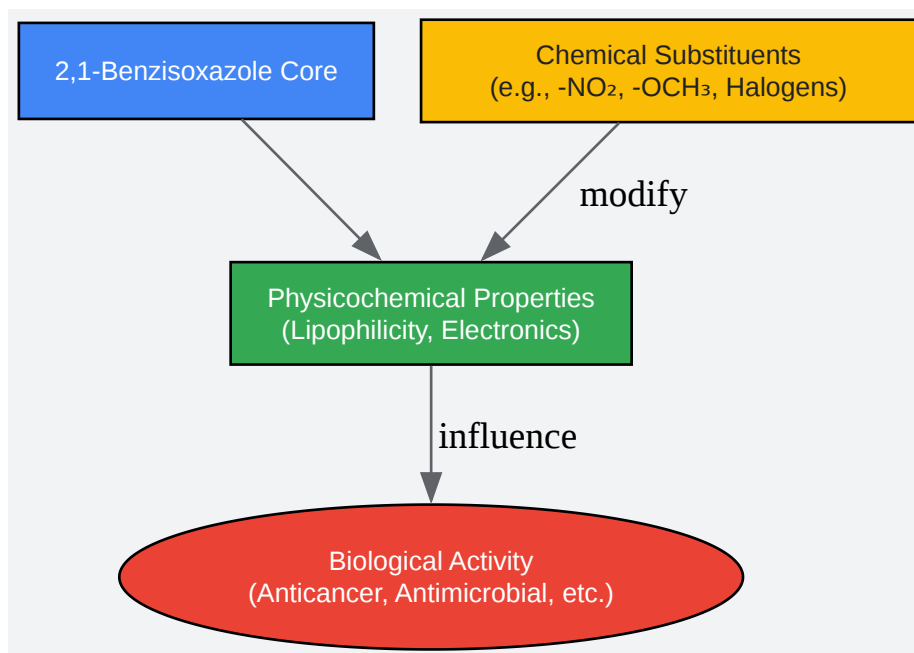 2,1-Benzisoxazole Core
Chemical Substituents
(e.g., -NO₂, -OCH₃, Halogens)
modify
Physicochemical Properties
(Lipophilicity, Electronics)
influence
Biological Activity
(Anticancer, Antimicrobial, etc.)